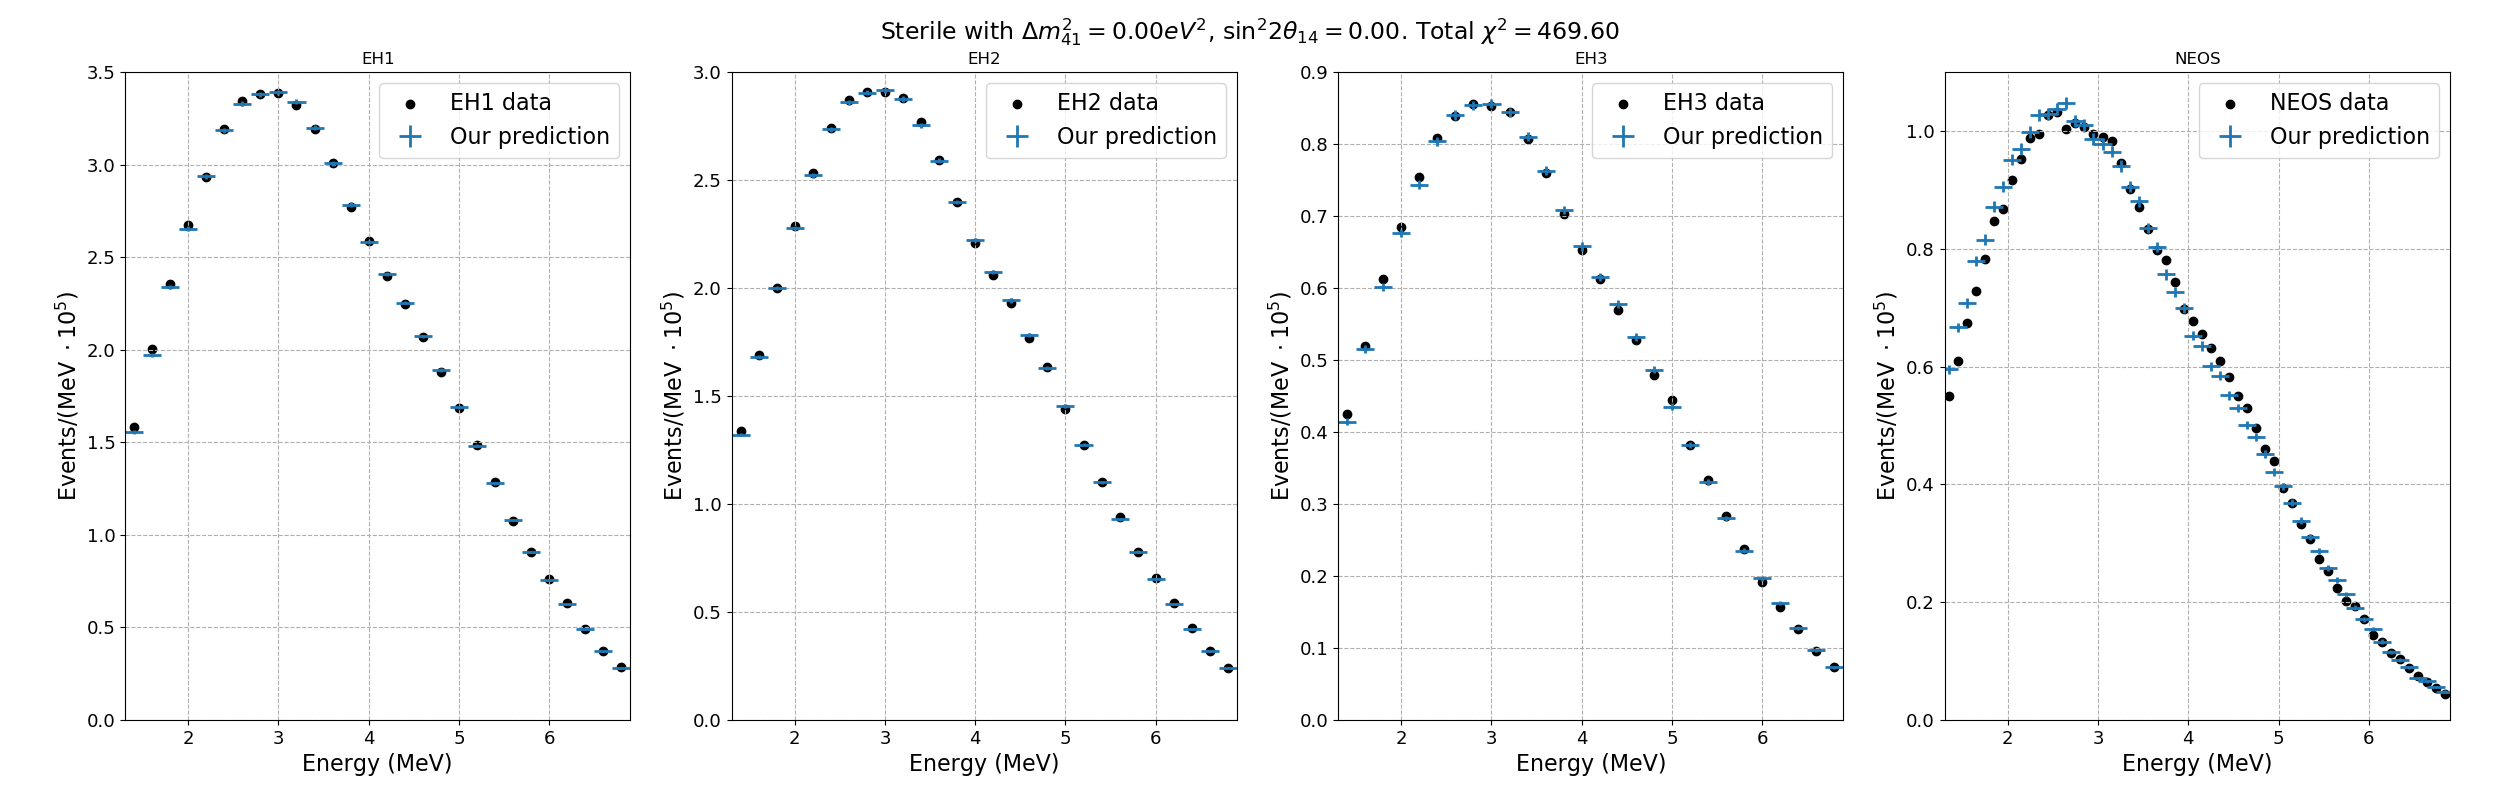 Sterile with Δm²₄₁ = 0.00eV², sin²2θ₁₄ = 0.00. Total χ² = 469.60
EH1
3.5
3.0
2.5
2.0
1.5
1.0
0.5
0.0
2 3 4 5 6
Events/(MeV · 10⁵)
Energy (MeV)
EH1 data
Our prediction
EH2
3.0
2.5
2.0
1.5
1.0
0.5
0.0
2 3 4 5 6
Events/(MeV · 10⁵)
Energy (MeV)
EH2 data
Our prediction
EH3
0.9
0.8
0.7
0.6
0.5
0.4
0.3
0.2
0.1
0.0
2 3 4 5 6
Events/(MeV · 10⁵)
Energy (MeV)
EH3 data
Our prediction
NEOS
1.0
0.8
0.6
0.4
0.2
0.0
2 3 4 5 6
Events/(MeV · 10⁵)
Energy (MeV)
NEOS data
Our prediction